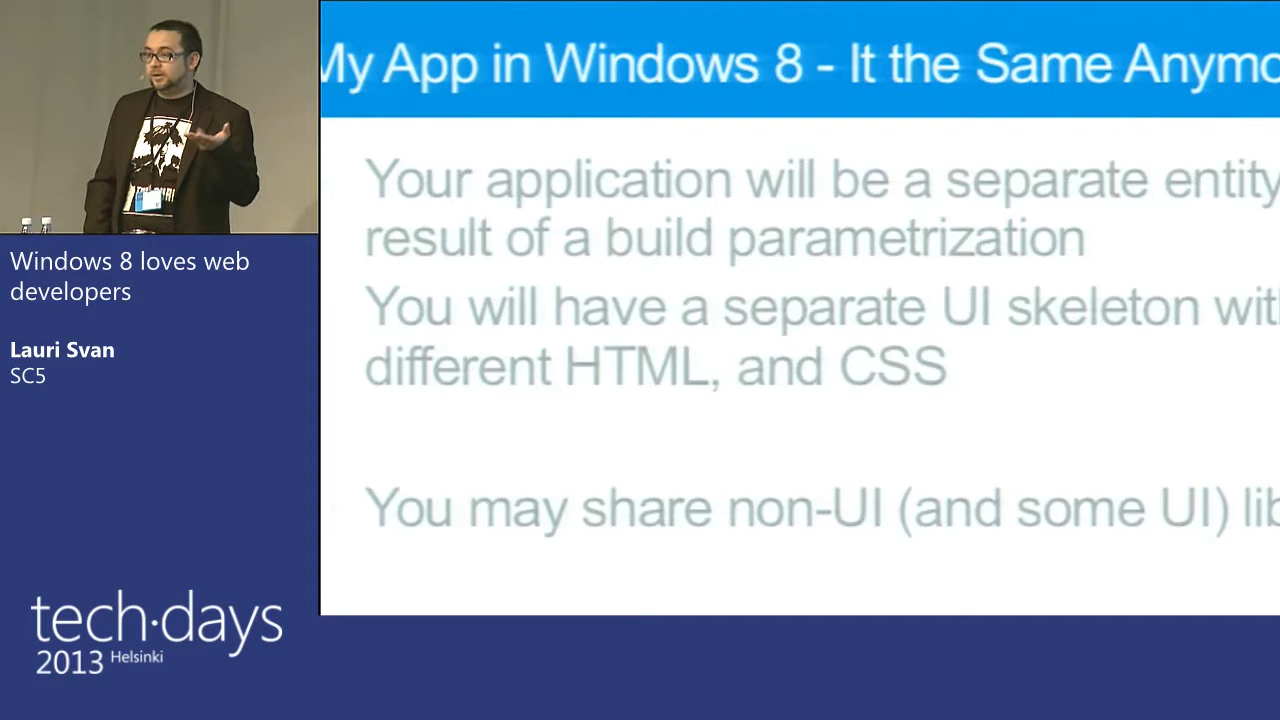 My App in Windows 8 - It the Same Anymo
Your application will be a separate entity
result of a build parametrization
You will have a separate UI skeleton with
different HTML, and CSS
You may share non-UI (and some UI) lib
Windows 8 loves web
developers
Lauri Svan
SC5
tech·days
2013 Helsinki